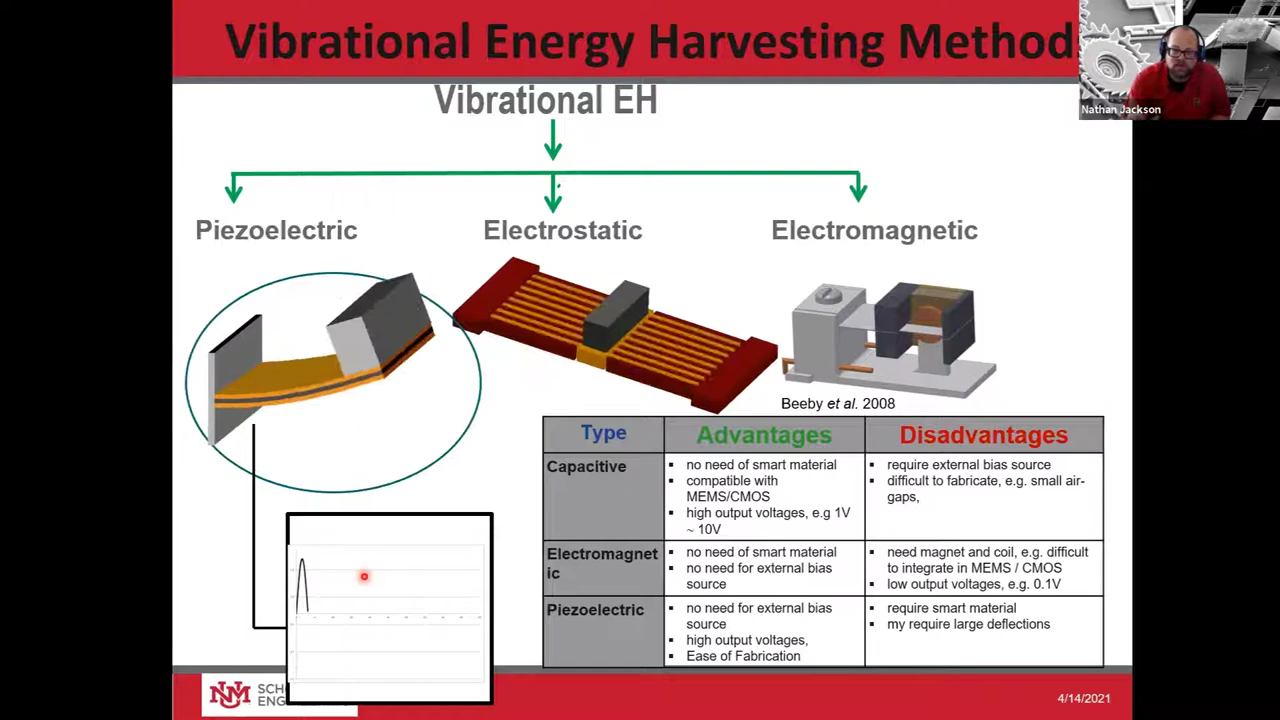 Vibrational Energy Harvesting Method
Nathan Jackson
Vibrational EH
Piezoelectric
Electrostatic
Electromagnetic
Beeby et al. 2008
Type
Advantages
Disadvantages
Capacitive
▪ no need of smart material
▪ compatible with
MEMS/CMOS
▪ high output voltages, e.g 1V
~ 10V
▪ require external bias source
▪ difficult to fabricate, e.g. small air-
gaps,
Electromagnet
ic
▪ no need of smart material
▪ no need for external bias
source
▪ need magnet and coil, e.g. difficult
to integrate in MEMS / CMOS
▪ low output voltages, e.g. 0.1V
Piezoelectric
▪ no need for external bias
source
▪ high output voltages,
▪ Ease of Fabrication
▪ require smart material
▪ my require large deflections
UNM
SCHO
ENG
4/14/2021